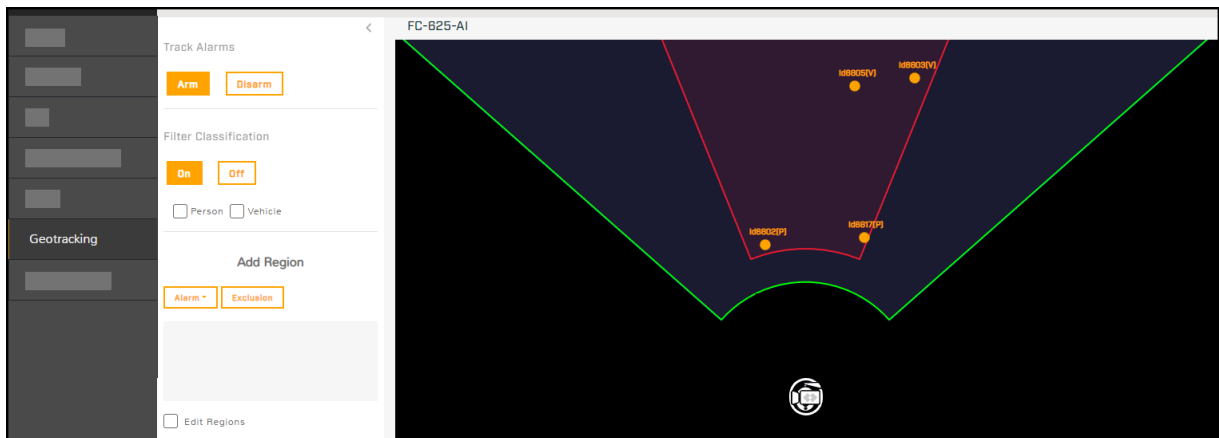 FC-625-AI
Track Alarms
Arm Disarm
Filter Classification
On Off
Person Vehicle
Geotracking
Add Region
Alarm Exclusion
Edit Regions
Id8805[V]
Id8803[V]
Id8802[P]
Id8817[P]